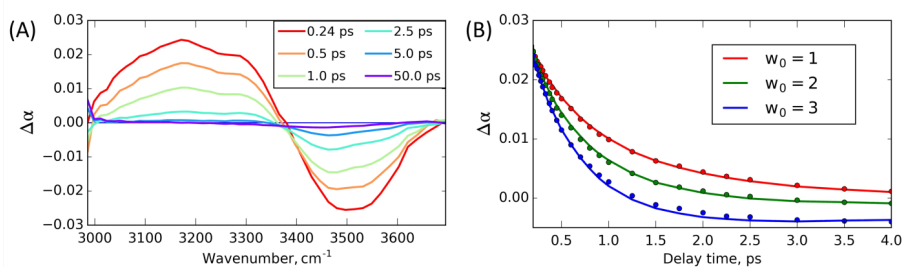 (A)
0.03
0.02
0.01
0.00
−0.01
−0.02
−0.03
Δα
0.24 ps
0.5 ps
1.0 ps
2.5 ps
5.0 ps
50.0 ps
3000 3100 3200 3300 3400 3500 3600
Wavenumber, cm⁻¹
(B)
0.03
0.02
0.01
0.00
Δα
w₀ = 1
w₀ = 2
w₀ = 3
0.5 1.0 1.5 2.0 2.5 3.0 3.5 4.0
Delay time, ps